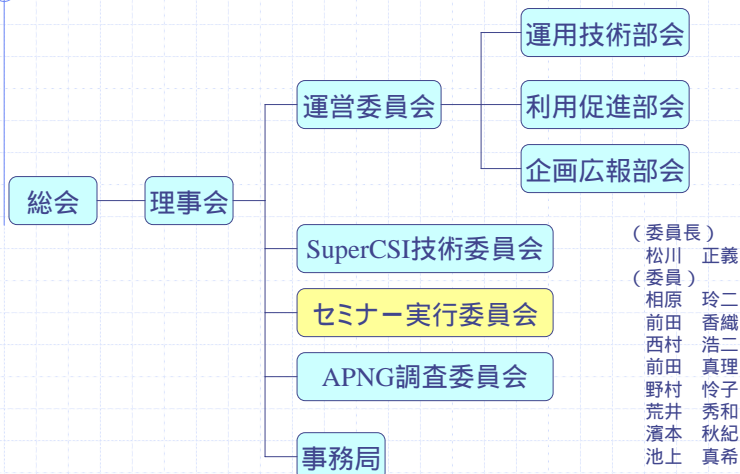 運用技術部会
運営委員会
利用促進部会
企画広報部会
総会
理事会
SuperCSI技術委員会
セミナー実行委員会
APNG調査委員会
事務局
（委員長）
松川　正義
（委員）
相原　玲二
前田　香織
西村　浩二
前田　真理
野村　怜子
荒井　秀和
濱本　秋紀
池上　真希